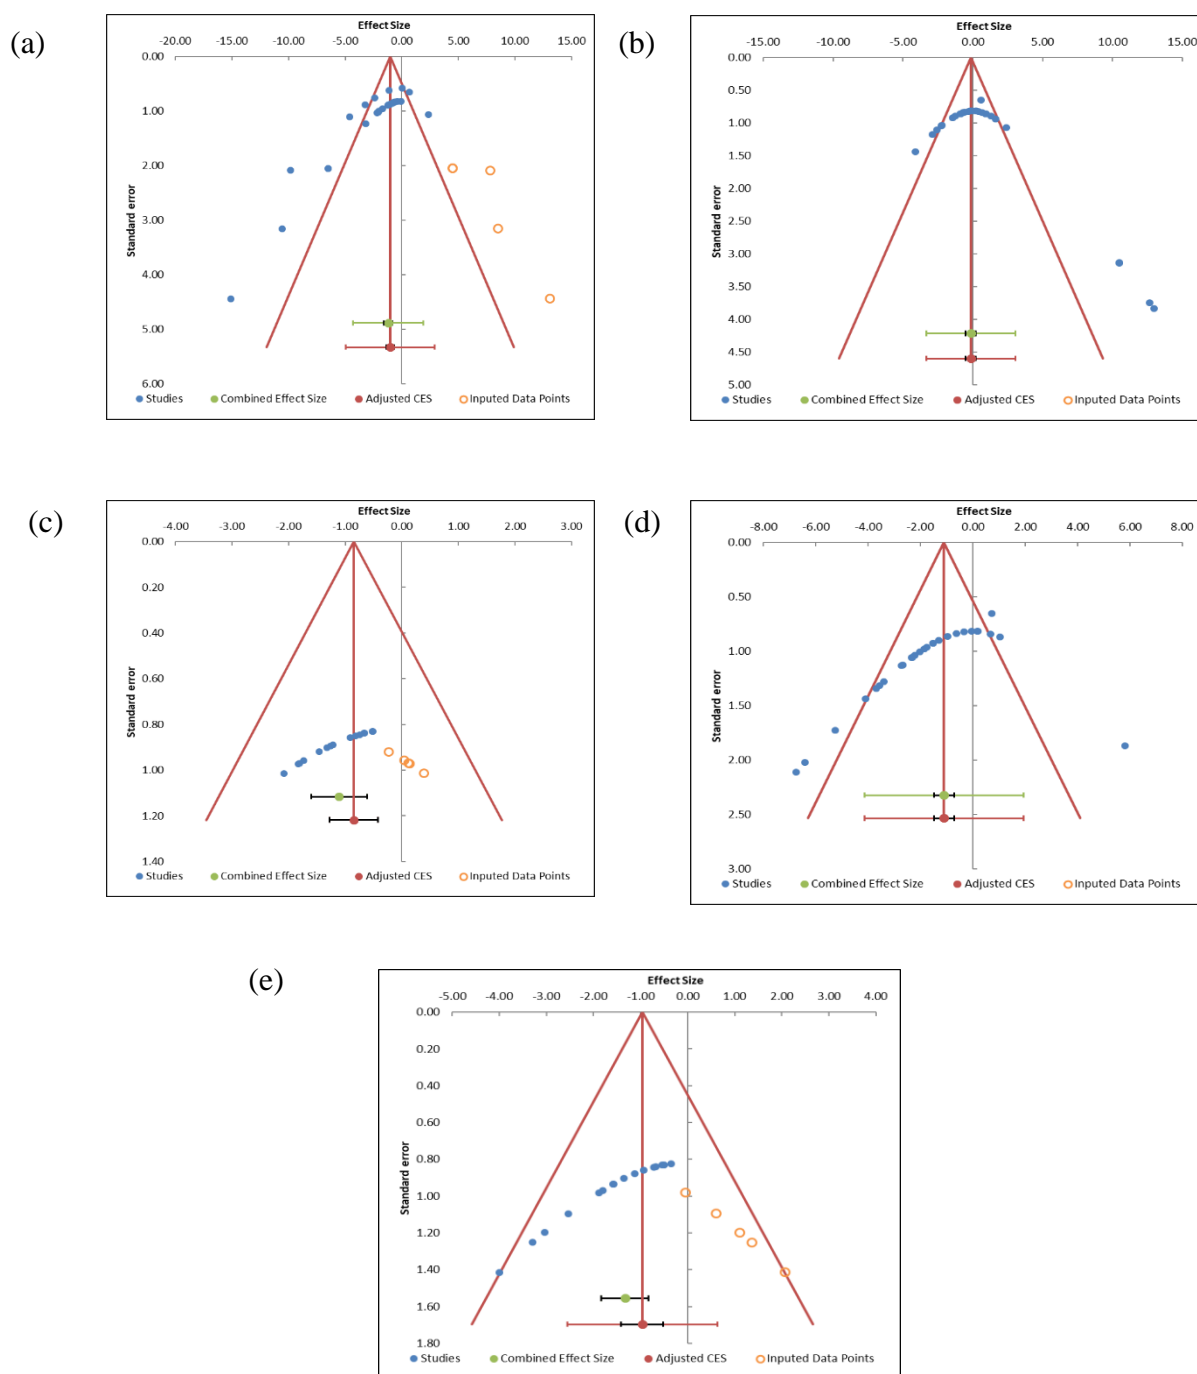 (a)
Effect Size
-20.00 -15.00 -10.00 -5.00 0.00 5.00 10.00 15.00
0.00
1.00
2.00
3.00
4.00
5.00
6.00
Standard error
Studies Combined Effect Size Adjusted CES Inputed Data Points
(b)
Effect Size
-15.00 -10.00 -5.00 0.00 5.00 10.00 15.00
0.00
0.50
1.00
1.50
2.00
2.50
3.00
3.50
4.00
4.50
5.00
Standard error
Studies Combined Effect Size Adjusted CES Inputed Data Points
(c)
Effect Size
-4.00 -3.00 -2.00 -1.00 0.00 1.00 2.00 3.00
0.00
0.20
0.40
0.60
0.80
1.00
1.20
1.40
Standard error
Studies Combined Effect Size Adjusted CES Inputed Data Points
(d)
Effect Size
-8.00 -6.00 -4.00 -2.00 0.00 2.00 4.00 6.00 8.00
0.00
0.50
1.00
1.50
2.00
2.50
3.00
Standard error
Studies Combined Effect Size Adjusted CES Inputed Data Points
(e)
Effect Size
-5.00 -4.00 -3.00 -2.00 -1.00 0.00 1.00 2.00 3.00 4.00
0.00
0.20
0.40
0.60
0.80
1.00
1.20
1.40
1.60
1.80
Standard error
Studies Combined Effect Size Adjusted CES Inputed Data Points